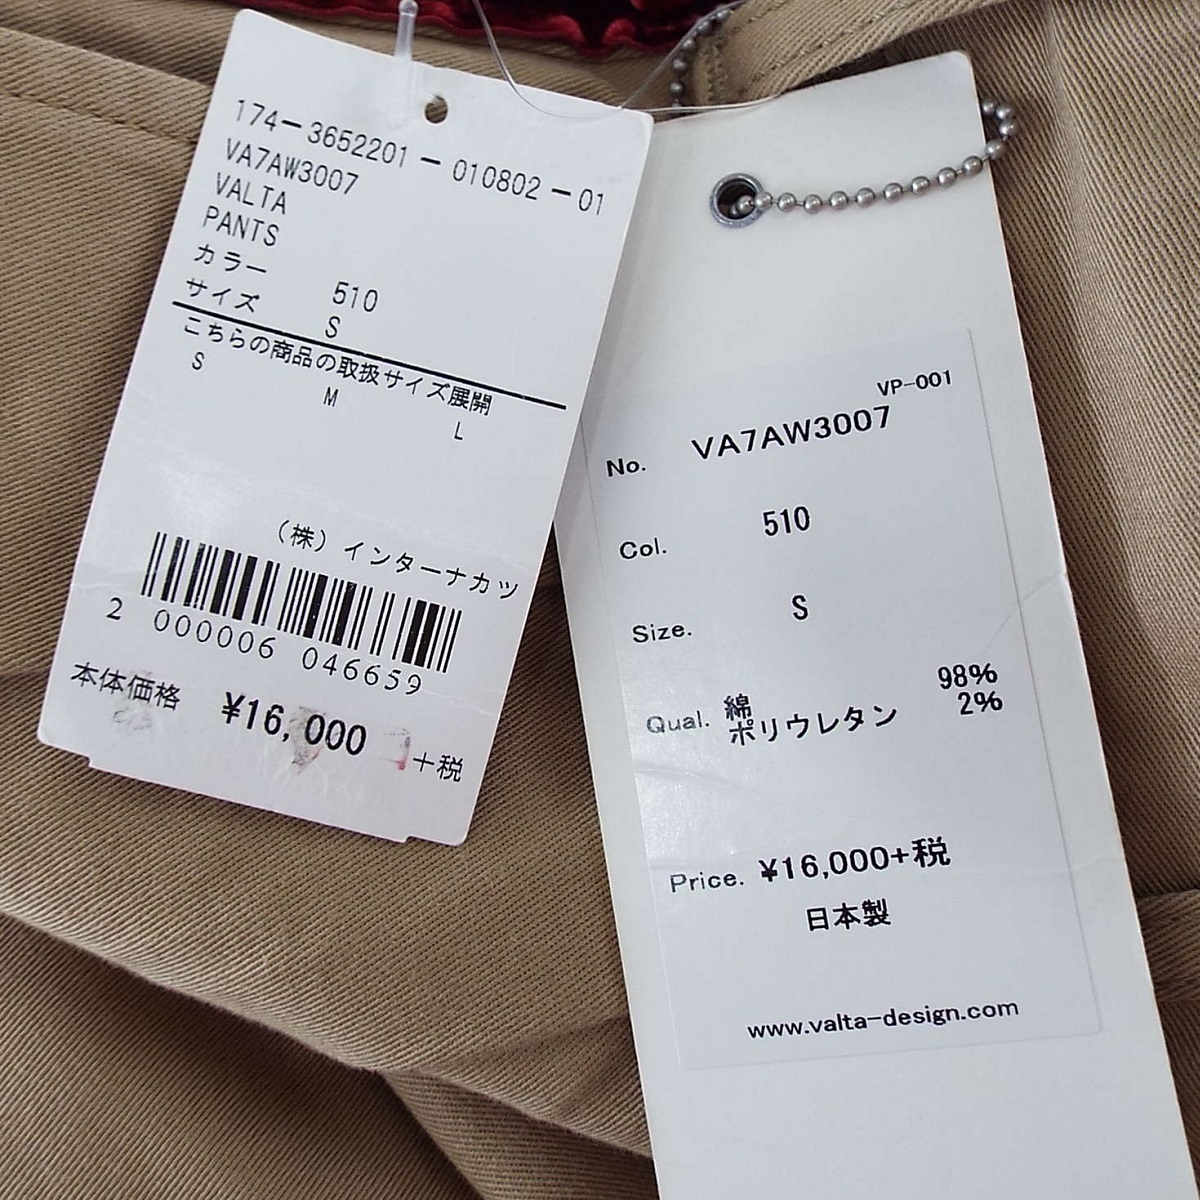 174-3652201-010802-01
VA7AW3007
VALTA
PANTS
カラー 510
サイズ S
こちらの商品の取扱サイズ展開
S M L
(株)インターナカツ
2 000006 046659
本体価格 ¥16,000 +税
VP-001
No. VA7AW3007
Col. 510
Size. S
Qual. 綿 98%
ポリウレタン 2%
Price. ¥16,000+税
日本製
www.valta-design.com